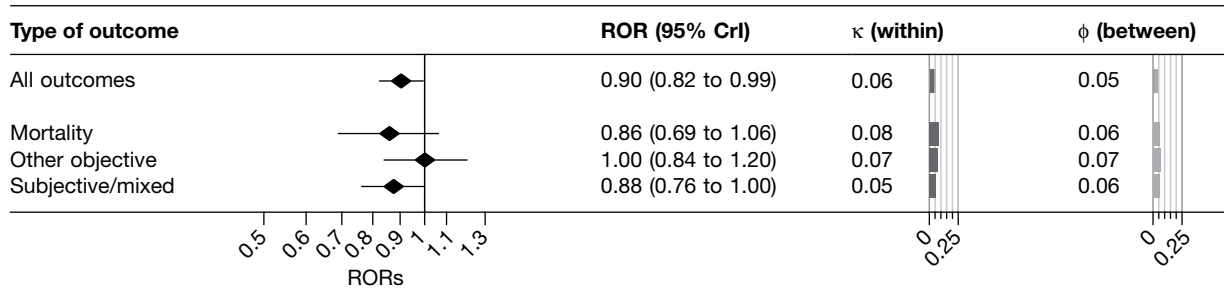 Type of outcome ROR (95% CrI) κ (within) ϕ (between)
All outcomes 0.90 (0.82 to 0.99) 0.06 0.05
Mortality 0.86 (0.69 to 1.06) 0.08 0.06
Other objective 1.00 (0.84 to 1.20) 0.07 0.07
Subjective/mixed 0.88 (0.76 to 1.00) 0.05 0.06
0.5 0.6 0.7 0.8 0.9 1 1.1 1.3 0 0.25 0 0.25
RORs